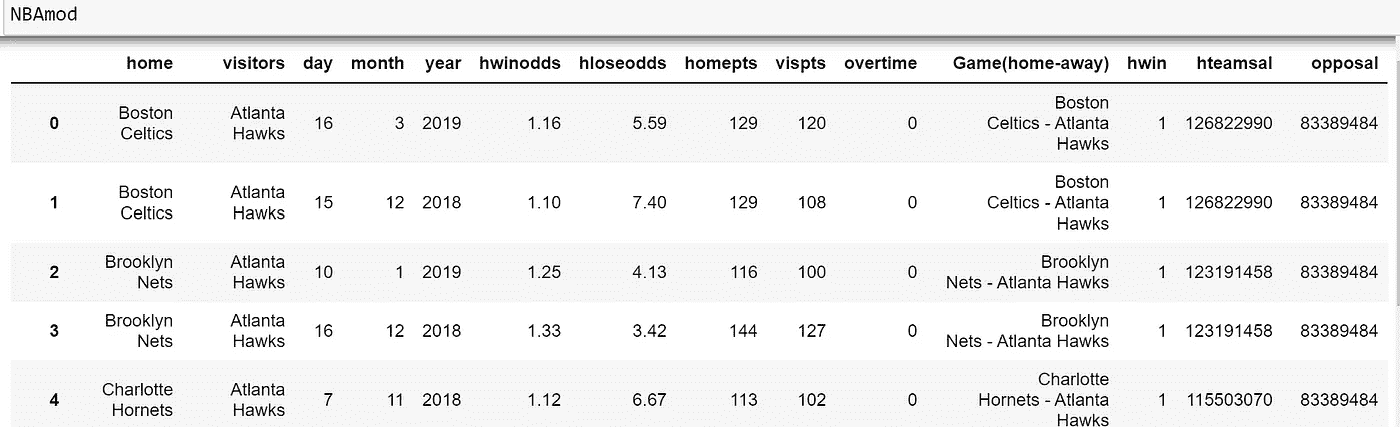 NBAmod
home visitors day month year hwinodds hloseodds homepts vispts overtime Game(home-away) hwin hteamsal opposal
0 Boston Celtics Atlanta Hawks 16 3 2019 1.16 5.59 129 120 0 Boston Celtics - Atlanta Hawks 1 126822990 83389484
1 Boston Celtics Atlanta Hawks 15 12 2018 1.10 7.40 129 108 0 Boston Celtics - Atlanta Hawks 1 126822990 83389484
2 Brooklyn Nets Atlanta Hawks 10 1 2019 1.25 4.13 116 100 0 Brooklyn Nets - Atlanta Hawks 1 123191458 83389484
3 Brooklyn Nets Atlanta Hawks 16 12 2018 1.33 3.42 144 127 0 Brooklyn Nets - Atlanta Hawks 1 123191458 83389484
4 Charlotte Hornets Atlanta Hawks 7 11 2018 1.12 6.67 113 102 0 Charlotte Hornets - Atlanta Hawks 1 115503070 83389484